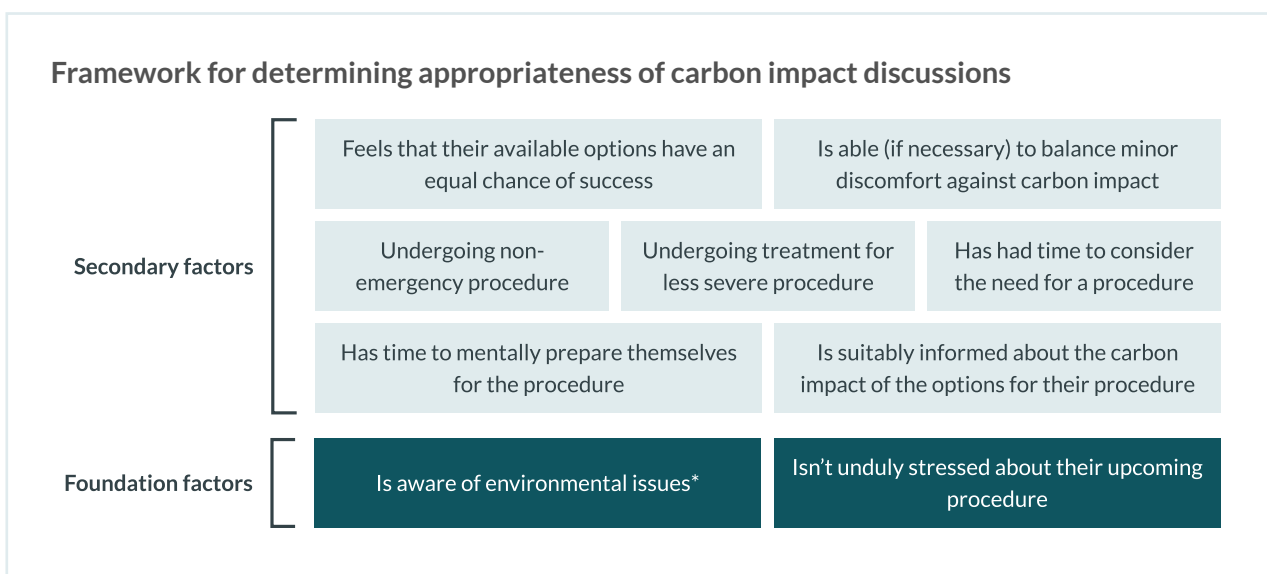 Framework for determining appropriateness of carbon impact discussions
Feels that their available options have an
equal chance of success
Is able (if necessary) to balance minor
discomfort against carbon impact
Secondary factors
Undergoing non-
emergency procedure
Undergoing treatment for
less severe procedure
Has had time to consider
the need for a procedure
Has time to mentally prepare themselves
for the procedure
Is suitably informed about the carbon
impact of the options for their procedure
Foundation factors
Is aware of environmental issues*
Isn’t unduly stressed about their upcoming
procedure